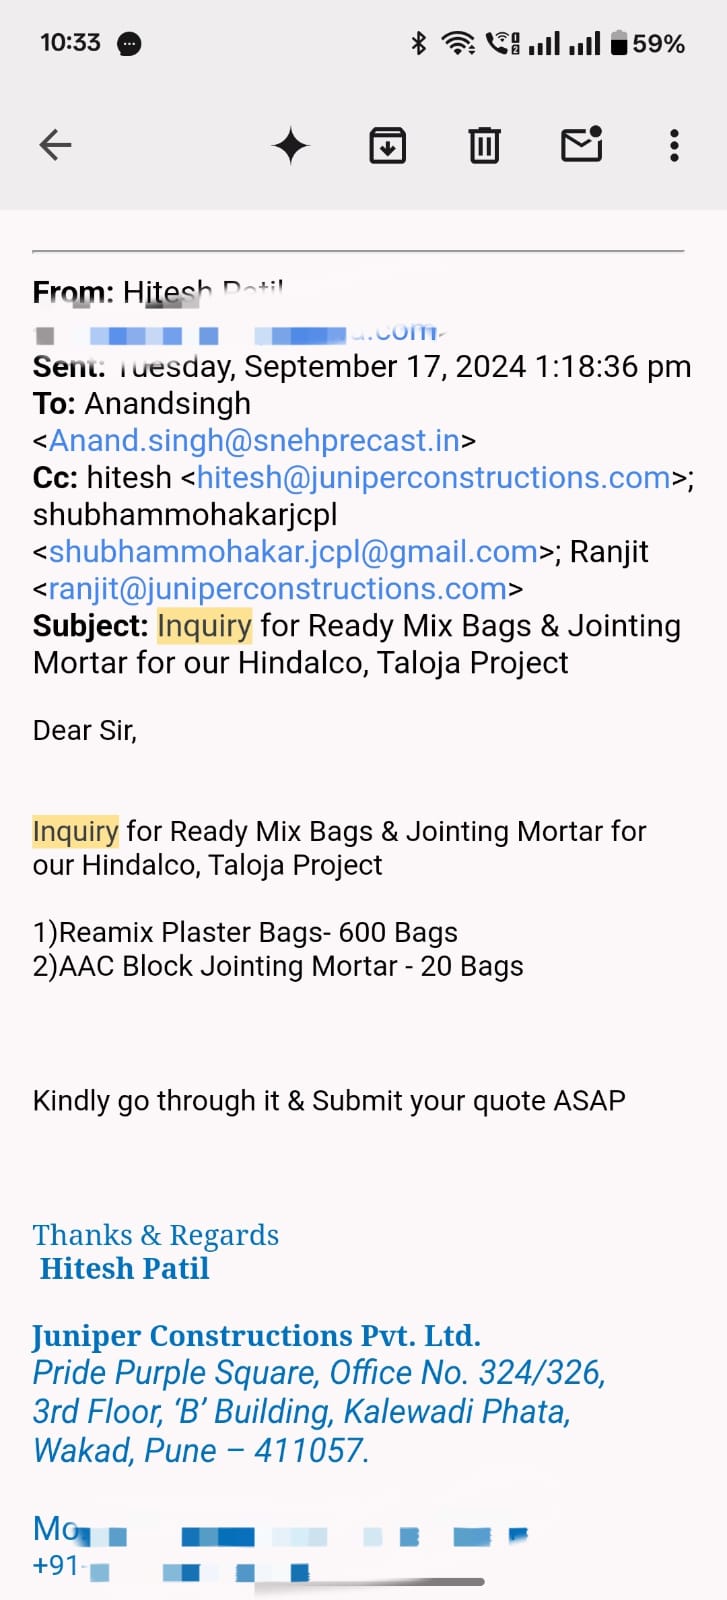 10:33
59%
From: Hitesh Patil
.com
Sent: Tuesday, September 17, 2024 1:18:36 pm
To: Anandsingh
<Anand.singh@snehprecast.in>
Cc: hitesh <hitesh@juniperconstructions.com>;
shubhammohakarjcpl
<shubhammohakar.jcpl@gmail.com>; Ranjit
<ranjit@juniperconstructions.com>
Subject: Inquiry for Ready Mix Bags & Jointing
Mortar for our Hindalco, Taloja Project
Dear Sir,
Inquiry for Ready Mix Bags & Jointing Mortar for
our Hindalco, Taloja Project
1)Reamix Plaster Bags- 600 Bags
2)AAC Block Jointing Mortar - 20 Bags
Kindly go through it & Submit your quote ASAP
Thanks & Regards
Hitesh Patil
Juniper Constructions Pvt. Ltd.
Pride Purple Square, Office No. 324/326,
3rd Floor, ‘B’ Building, Kalewadi Phata,
Wakad, Pune – 411057.
Mo
+91-